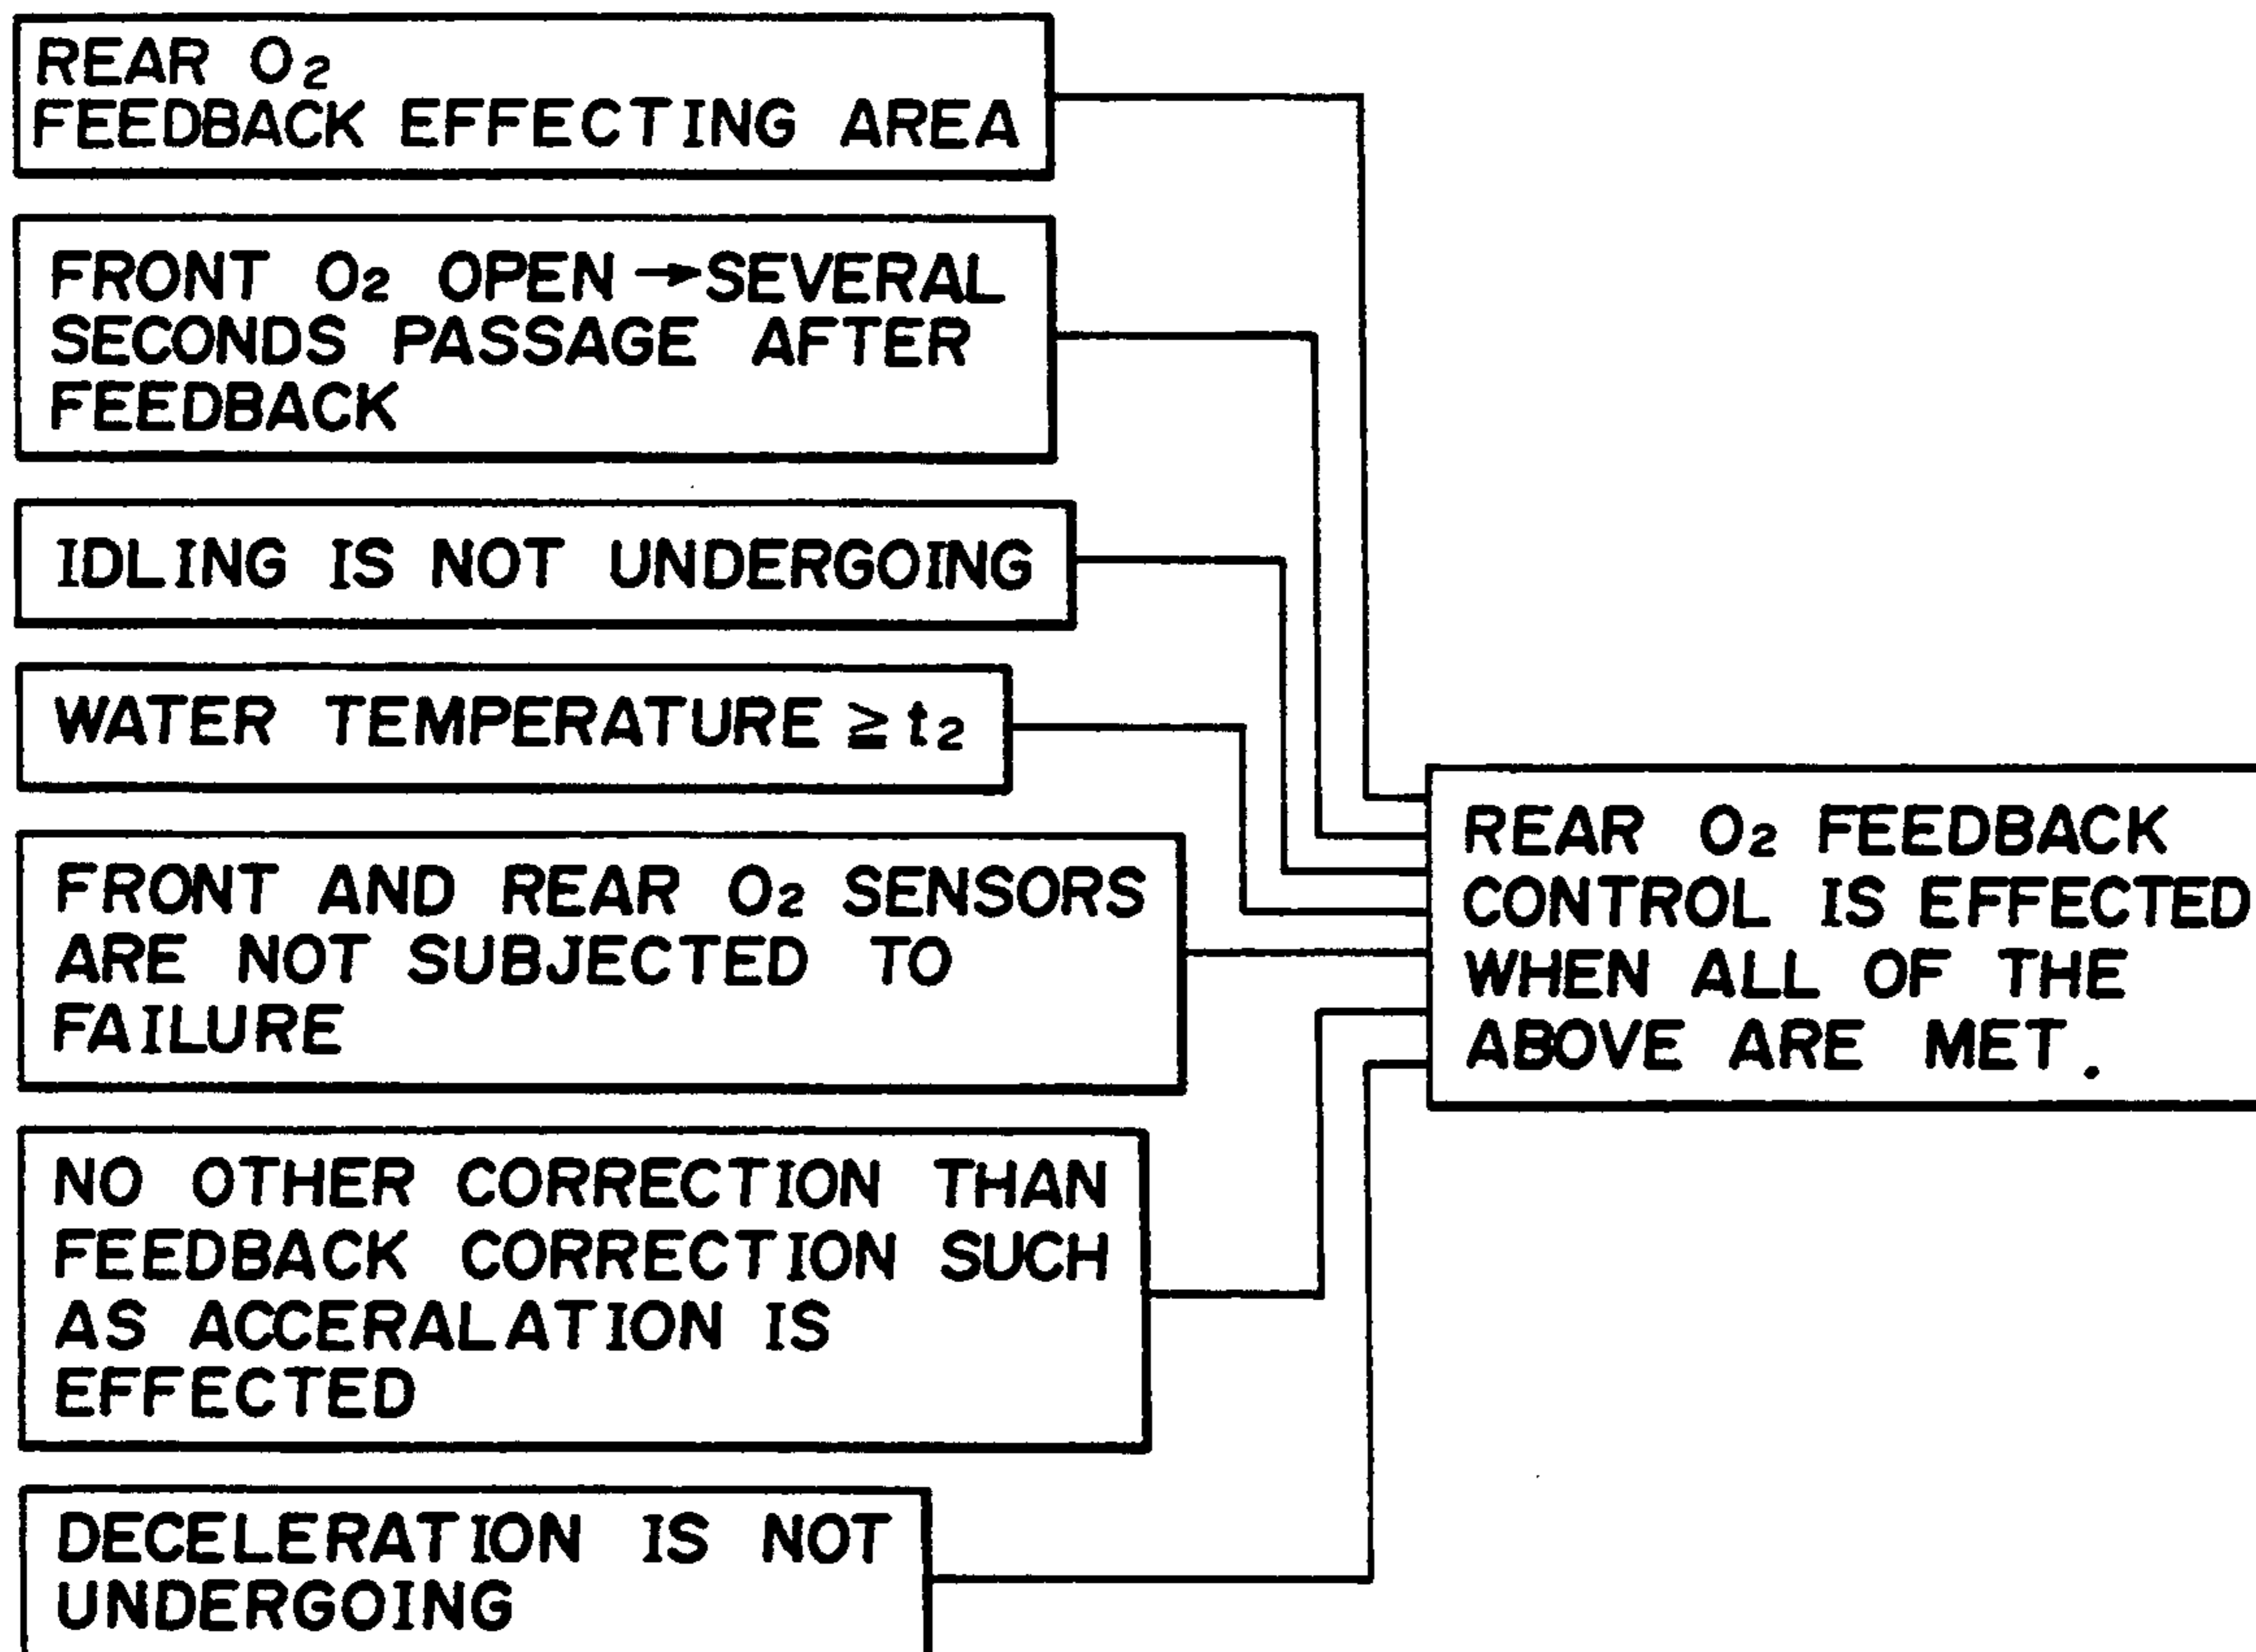 REAR O₂
FEEDBACK EFFECTING AREA
FRONT O₂ OPEN → SEVERAL
SECONDS PASSAGE AFTER
FEEDBACK
IDLING IS NOT UNDERGOING
WATER TEMPERATURE ≧ t₂
FRONT AND REAR O₂ SENSORS
ARE NOT SUBJECTED TO
FAILURE
NO OTHER CORRECTION THAN
FEEDBACK CORRECTION SUCH
AS ACCERALATION IS
EFFECTED
DECELERATION IS NOT
UNDERGOING
REAR O₂ FEEDBACK
CONTROL IS EFFECTED
WHEN ALL OF THE
ABOVE ARE MET.